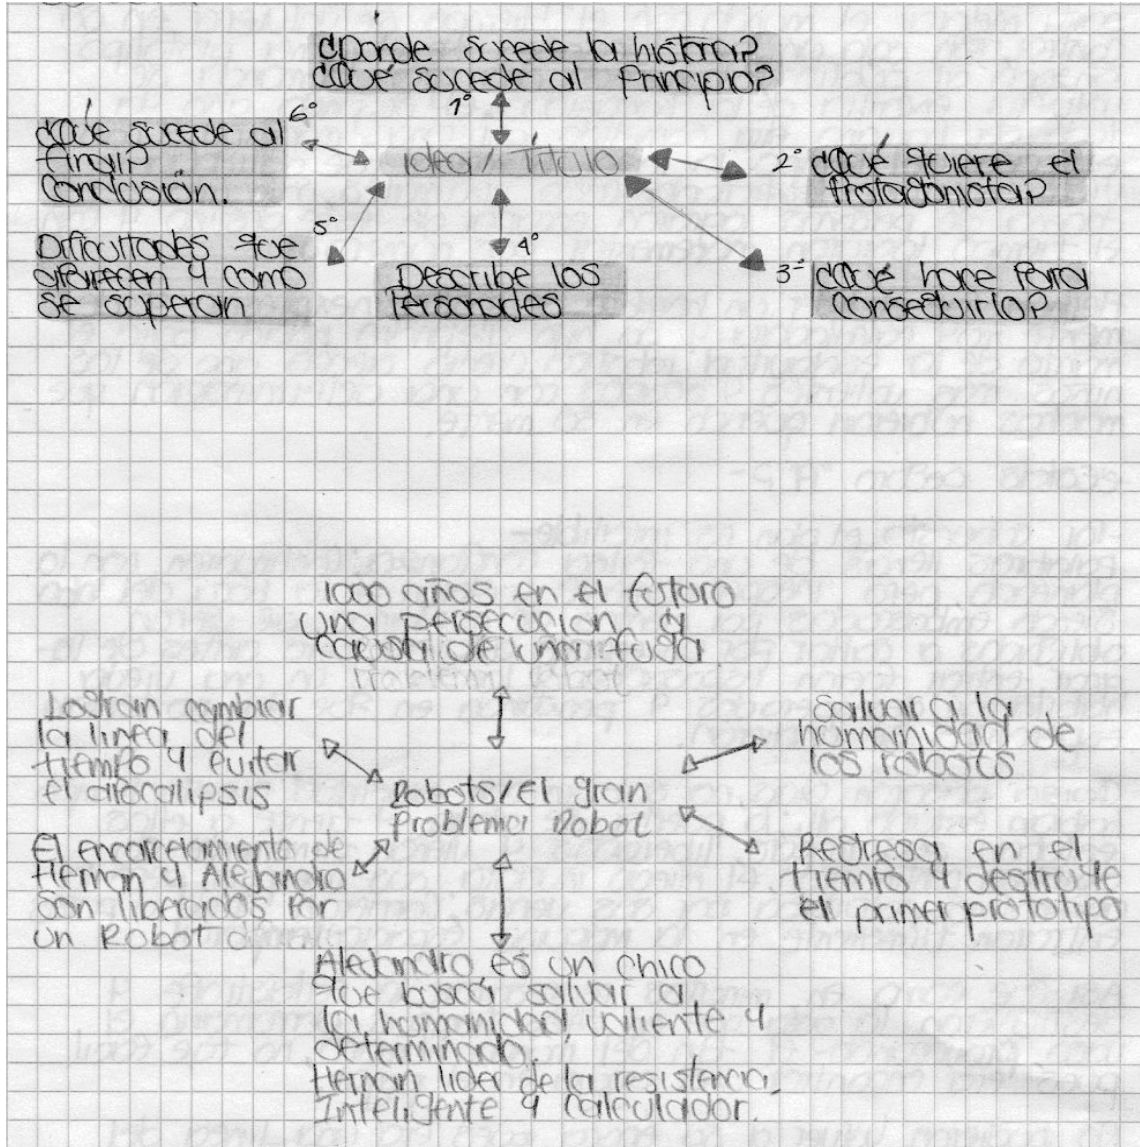 ¿Dónde sucede la historia?
¿Qué sucede al Principio?
1°
6°
¿Qué sucede al
final?
Conclusión.
Idea / Título
2° ¿Qué quiere el
Protagonista?
5°
Dificultades que
aparecen y como
se superan
4°
Describe los
Personajes
3° ¿Qué hace Para
Conseguirlo?
1000 años en el futuro
una persecución a
causa de una fuga
Logran cambiar
la linea del
tiempo y evitar
el apocalipsis
Salvar a la
humanidad de
los robots
Robots/El gran
Problema Robot
El encarcelamiento de
Hernan y Alejandro
Son liberados Por
un Robot
Regresa en el
tiempo y destruye
el primer prototipo
Alejandro es un chico
que busca salvar a
la humanidad, valiente y
determinado.
Hernan lider de la resistencia,
Inteligente y calculador.